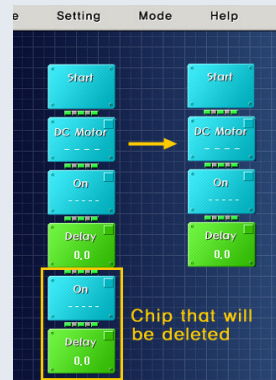 e Setting Mode Help
Start Start
DC Motor DC Motor
- - - - - - - -
On On
- - - - - - - - - -
Delay Delay
0,0 0,0
On
- - - - -
Chip that will
be deleted
Delay
0,0